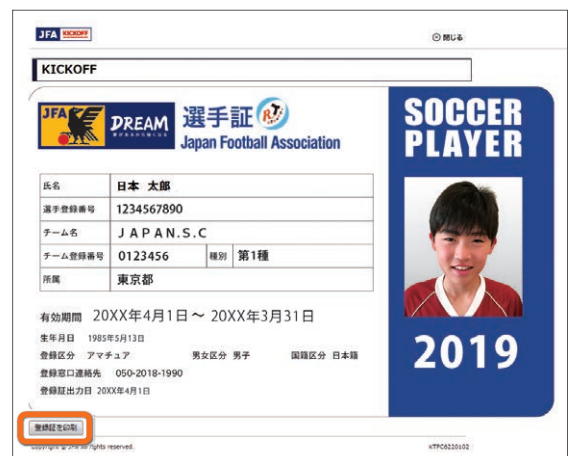 JFA KICKOFF
閉じる
KICKOFF
JFA
DREAM
選手証
Japan Football Association
SOCCER
PLAYER
氏名 日本 太郎
選手登録番号 1234567890
チーム名 JAPAN.S.C
チーム登録番号 0123456 種別 第1種
所属 東京都
有効期間 20XX年4月1日~ 20XX年3月31日
生年月日 1985年5月13日
登録区分 アマチュア 男女区分 男子 国籍区分 日本籍
登録窓口連絡先 050-2018-1990
登録証出力日 20XX年4月1日
2019
登録証を印刷
KTPC6220102